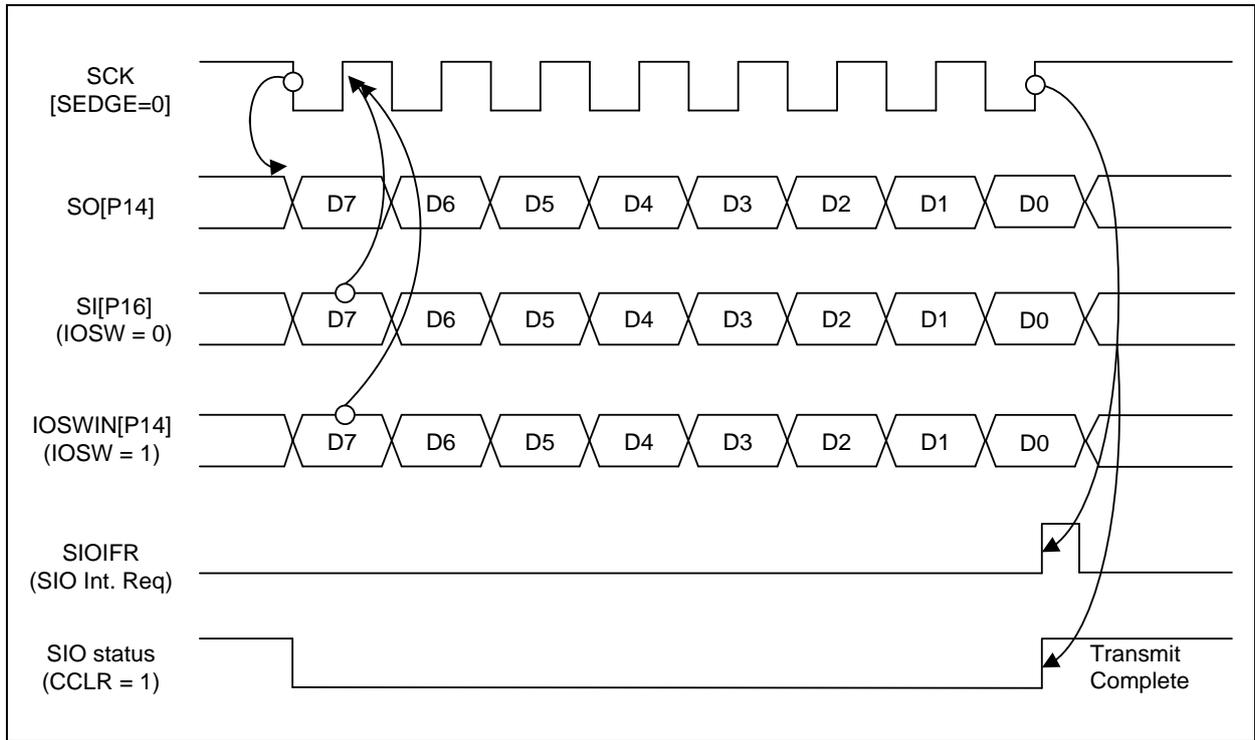 SCK
[SEDGE=0]
SO[P14]
D7 D6 D5 D4 D3 D2 D1 D0
SI[P16]
(IOSW = 0)
D7 D6 D5 D4 D3 D2 D1 D0
IOSWIN[P14]
(IOSW = 1)
D7 D6 D5 D4 D3 D2 D1 D0
SIOIFR
(SIO Int. Req)
SIO status
(CCLR = 1)
Transmit
Complete